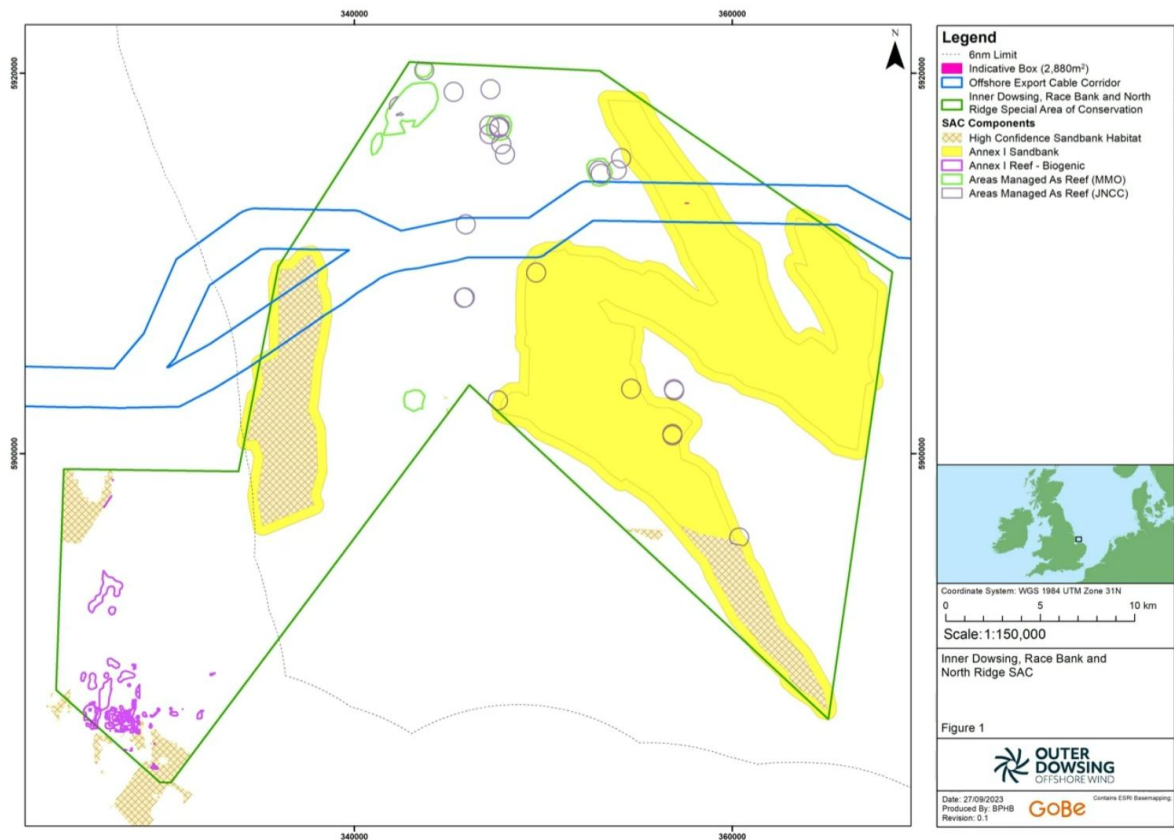 340000
360000
5920000
5920000
5900000
5900000
340000
360000
N
Legend
6nm Limit
Indicative Box (2,880m²)
Offshore Export Cable Corridor
Inner Dowsing, Race Bank and North
Ridge Special Area of Conservation
SAC Components
High Confidence Sandbank Habitat
Annex I Sandbank
Annex I Reef - Biogenic
Areas Managed As Reef (MMO)
Areas Managed As Reef (JNCC)
Coordinate System: WGS 1984 UTM Zone 31N
0 5 10 km
Scale: 1:150,000
Inner Dowsing, Race Bank and
North Ridge SAC
Figure 1
OUTER
DOWSING
OFFSHORE WIND
Date: 27/09/2023
Produced By: BPHB
Revision: 0.1
GoBe
Contains ESRI Basemapping;